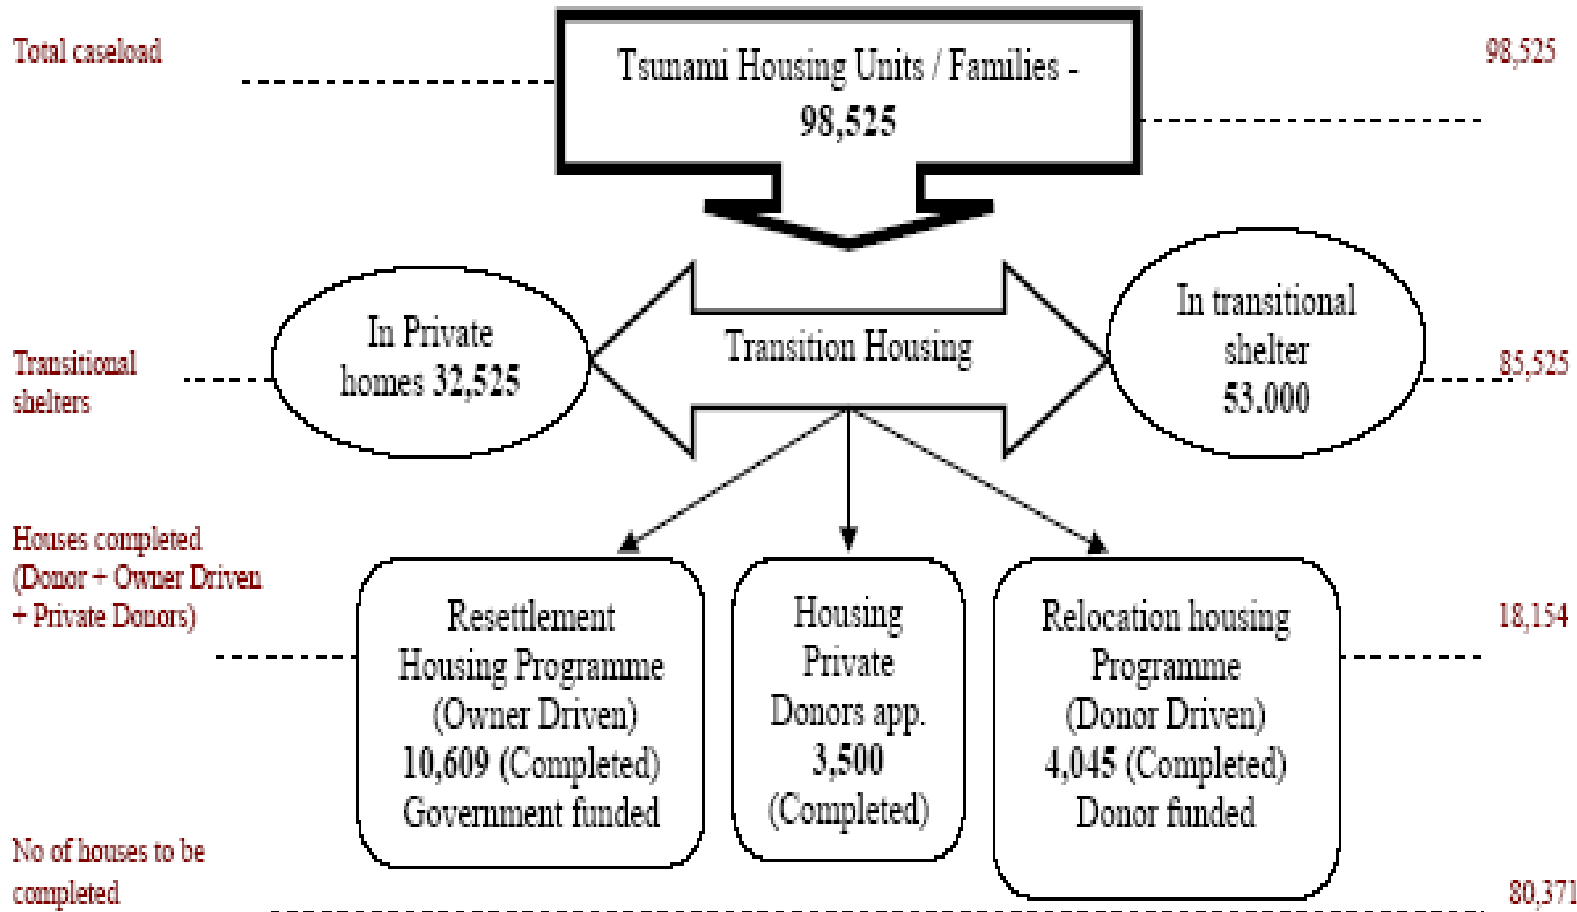 Total caseload
Tsunami Housing Units / Families -
98,525
98,525
In Private
homes 32,525
Transition Housing
In transitional
shelter
53.000
Transitional
shelters
85,525
Houses completed
(Donor + Owner Driven
+ Private Donors)
Resettlement
Housing Programme
(Owner Driven)
10,609 (Completed)
Government funded
Housing
Private
Donors app.
3,500
(Completed)
Relocation housing
Programme
(Donor Driven)
4,045 (Completed)
Donor funded
18,154
No of houses to be
completed
80,371